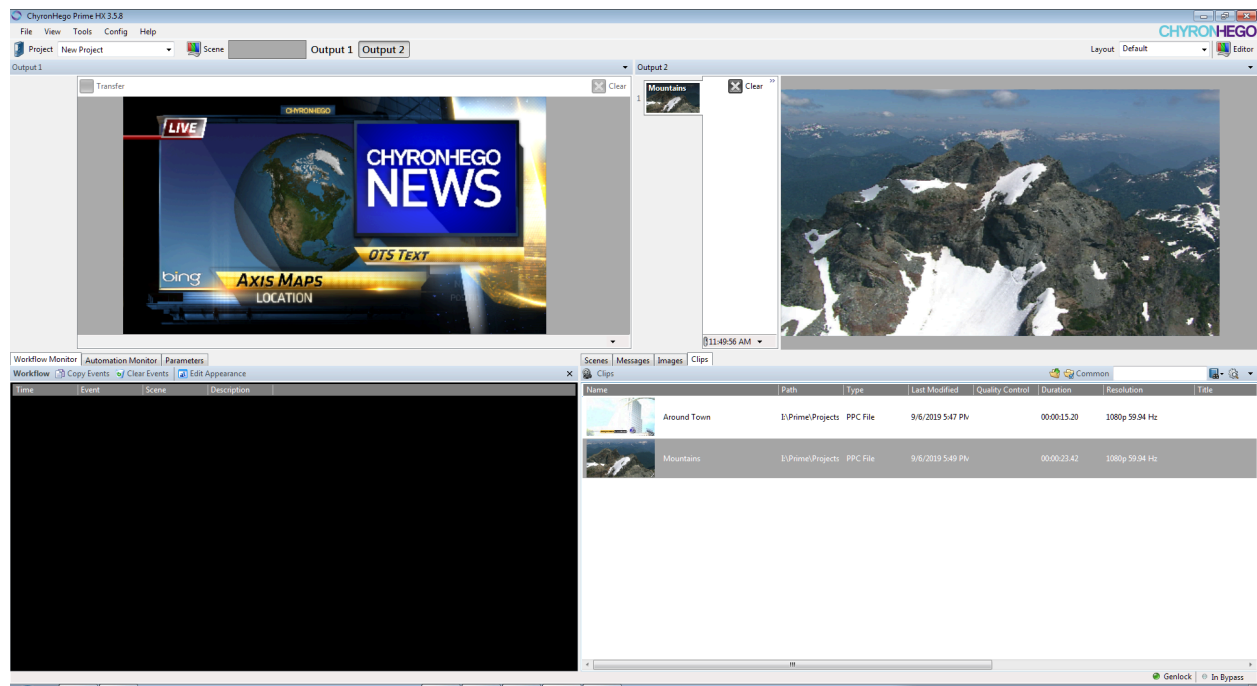 ChyronHego Prime HX 3.5.8
File View Tools Config Help
CHYRONHEGO
Project New Project Scene Output 1 Output 2 Layout Default Editor
Output 1 Output 2
Transfer Clear
1 Mountains Clear »
CHYRONHEGO
LIVE
CHYRONHEGO
NEWS
OTS TEXT
bing AXIS MAPS
LOCATION
11:49:56 AM
Workflow Monitor Automation Monitor Parameters
Scenes Messages Images Clips
Workflow Copy Events Clear Events Edit Appearance
Clips Common
Time Event Scene Description
Name Path Type Last Modified Quality Control Duration Resolution Title
Around Town I:\Prime\Projects PPC File 9/6/2019 5:47 PM 00:00:15.20 1080p 59.94 Hz
Mountains I:\Prime\Projects PPC File 9/6/2019 5:49 PM 00:00:23.42 1080p 59.94 Hz
Genlock In Bypass